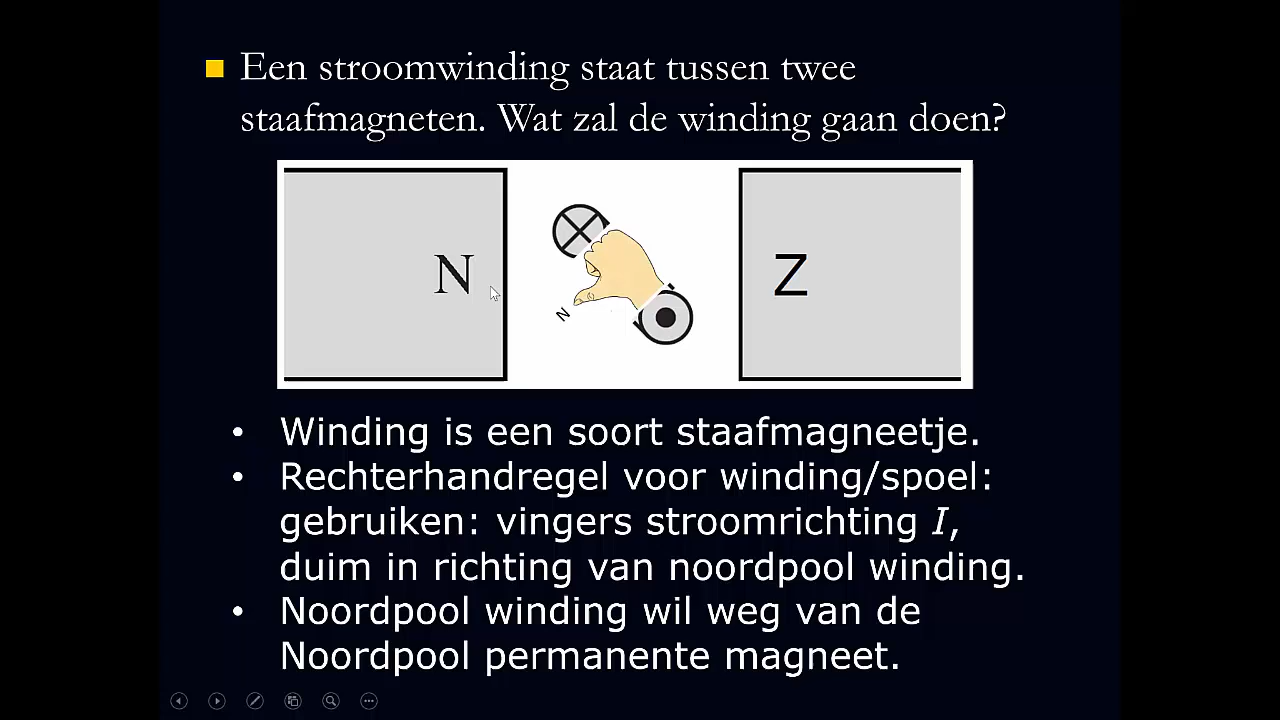 Een stroomwinding staat tussen twee
staafmagneten. Wat zal de winding gaan doen?
N
N
Z
• Winding is een soort staafmagneetje.
• Rechterhandregel voor winding/spoel:
gebruiken: vingers stroomrichting I,
duim in richting van noordpool winding.
• Noordpool winding wil weg van de
Noordpool permanente magneet.